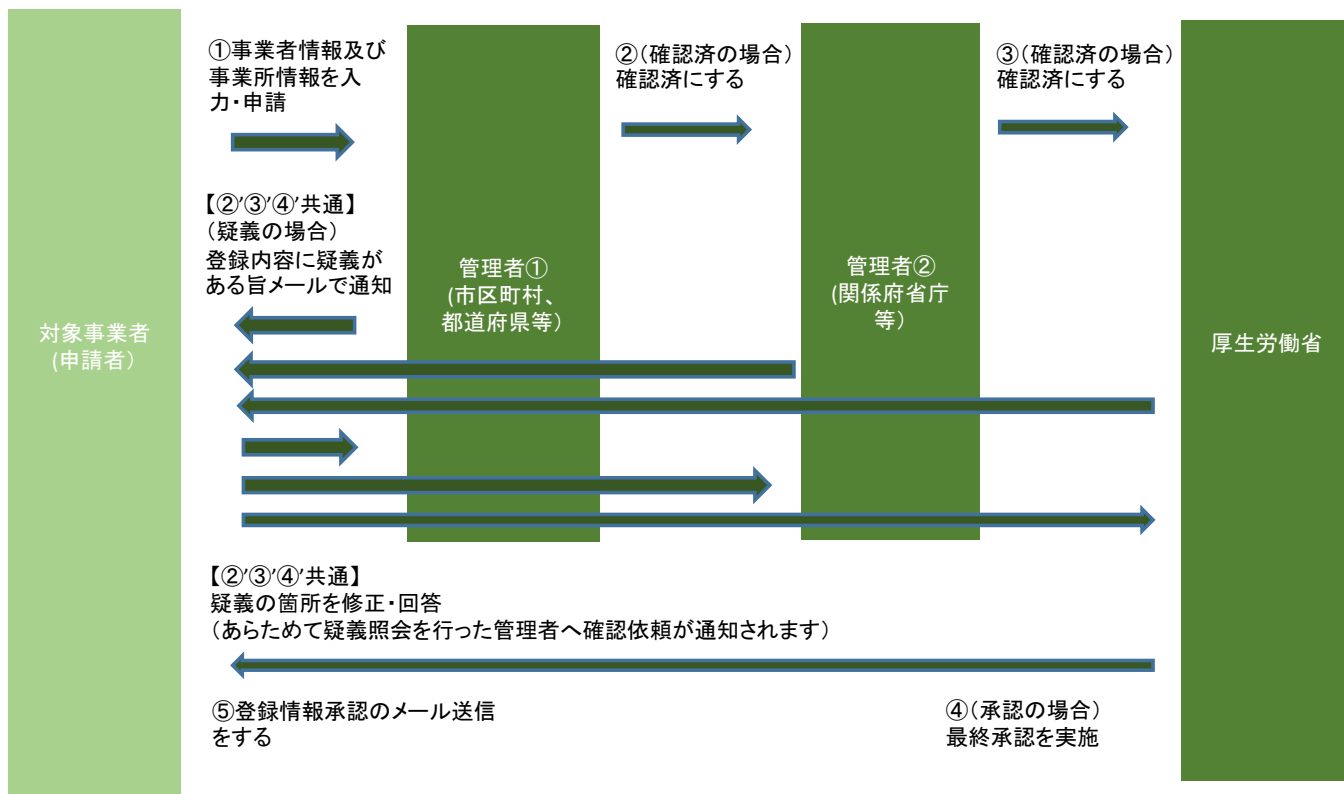 対象事業者
(申請者)
①事業者情報及び
事業所情報を入
力・申請
【②’③’④’共通】
(疑義の場合)
登録内容に疑義が
ある旨メールで通知
管理者①
(市区町村、
都道府県等)
②(確認済の場合)
確認済にする
管理者②
(関係府省庁
等)
③(確認済の場合)
確認済にする
厚生労働省
【②’③’④’共通】
疑義の箇所を修正・回答
(あらためて疑義照会を行った管理者へ確認依頼が通知されます)
④(承認の場合)
最終承認を実施
⑤登録情報承認のメール送信
をする